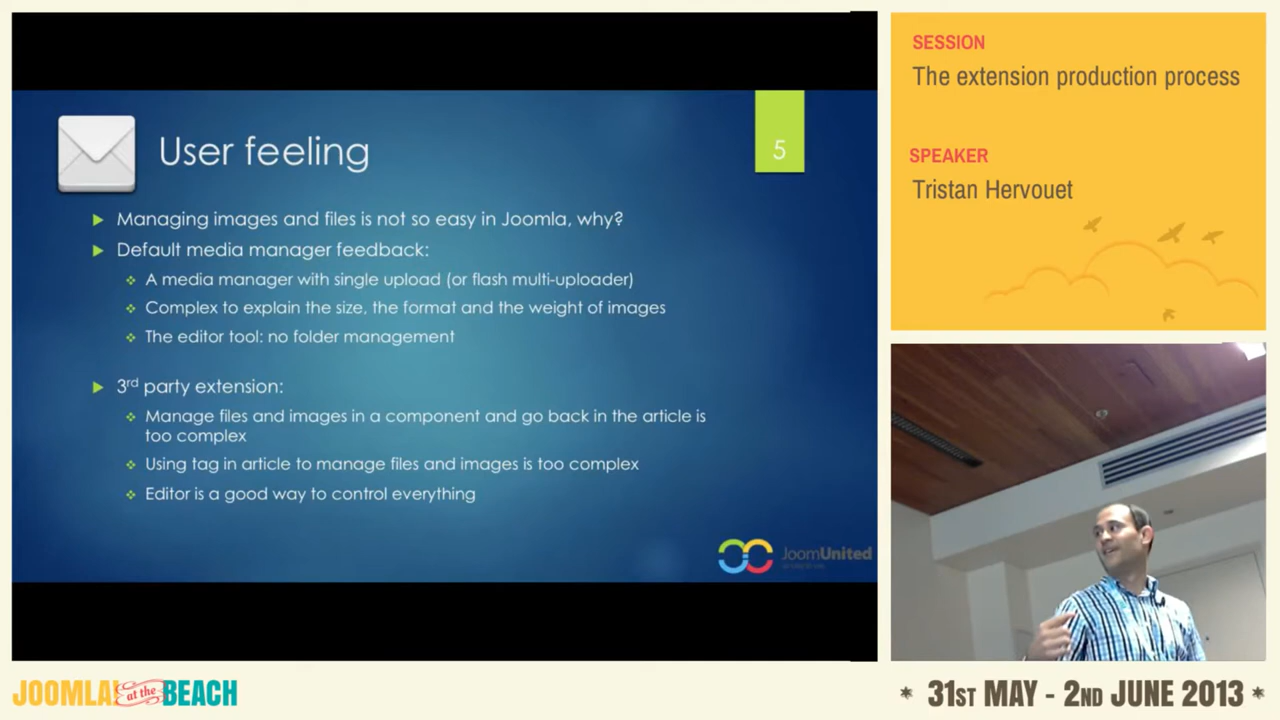 User feeling
5
Managing images and files is not so easy in Joomla, why?
Default media manager feedback:
A media manager with single upload (or flash multi-uploader)
Complex to explain the size, the format and the weight of images
The editor tool: no folder management
3rd party extension:
Manage files and images in a component and go back in the article is
too complex
Using tag in article to manage files and images is too complex
Editor is a good way to control everything
JoomUnited
SESSION
The extension production process
SPEAKER
Tristan Hervouet
JOOMLA! at the BEACH
* 31ST MAY - 2ND JUNE 2013 *